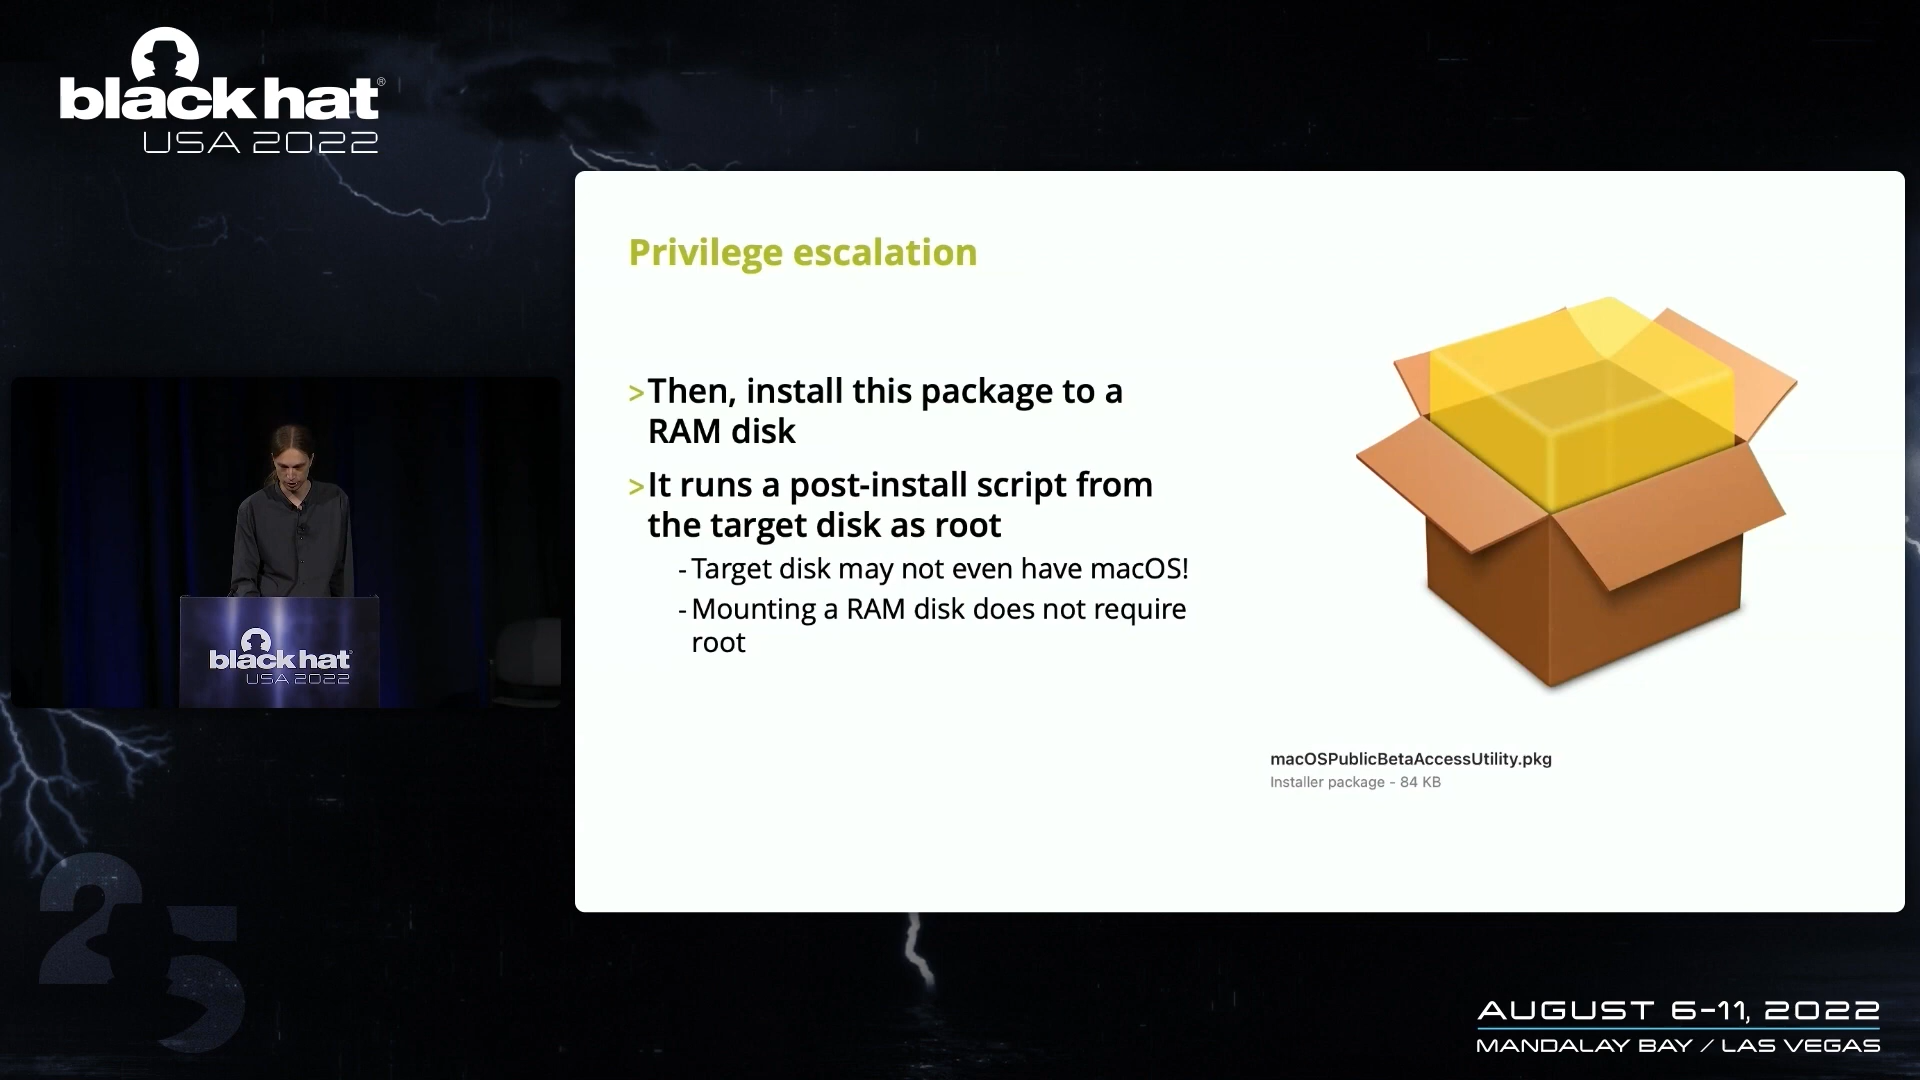 black hat®
USA 2022
Privilege escalation
>Then, install this package to a
RAM disk
>It runs a post-install script from
the target disk as root
- Target disk may not even have macOS!
- Mounting a RAM disk does not require
root
macOSPublicBetaAccessUtility.pkg
Installer package - 84 KB
black hat
USA 2022
25
AUGUST 6-11, 2022
MANDALAY BAY / LAS VEGAS